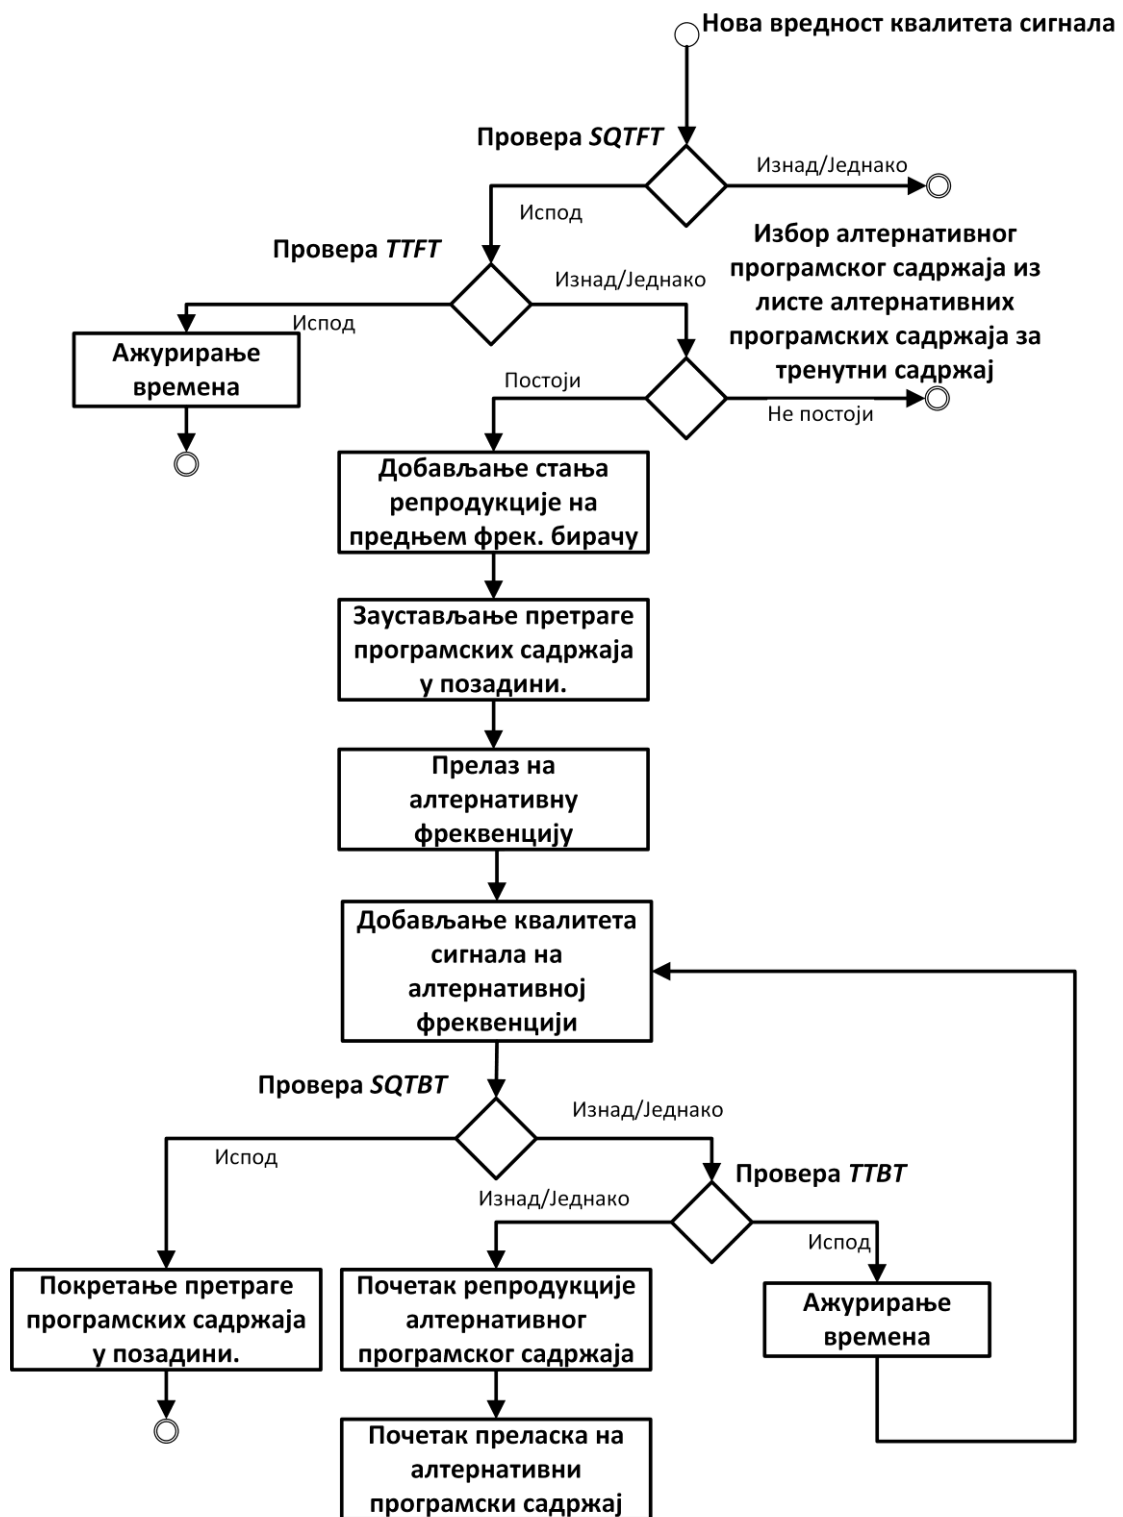 Нова вредност квалитета сигнала
Провера SQTFT
Изнад/Једнако
Испод
Провера TTFT
Избор алтернативног
програмског садржаја из
листе алтернативних
програмских садржаја за
тренутни садржај
Изнад/Једнако
Испод
Ажурирање
времена
Постоји
Не постоји
Добављање стања
репродукције на
предњем фрек. бирачу
Заустављање претраге
програмских садржаја
у позадини.
Прелаз на
алтернативну
фреквенцију
Добављање квалитета
сигнала на
алтернативној
фреквенцији
Провера SQTBT
Изнад/Једнако
Испод
Провера TTBT
Изнад/Једнако
Испод
Покретање претраге
програмских садржаја
у позадини.
Почетак репродукције
алтернативног
програмског садржаја
Ажурирање
времена
Почетак преласка на
алтернативни
програмски садржај